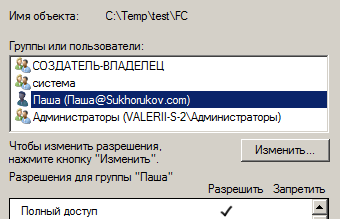 Имя объекта: C:\Temp\test\FC
Группы или пользователи:
СОЗДАТЕЛЬ-ВЛАДЕЛЕЦ
система
Паша (Паша@Sukhorukov.com)
Администраторы (VALERII-S-2\Администраторы)
Чтобы изменить разрешения,
нажмите кнопку "Изменить".
Изменить...
Разрешения для группы "Паша"
Разрешить Запретить
Полный доступ